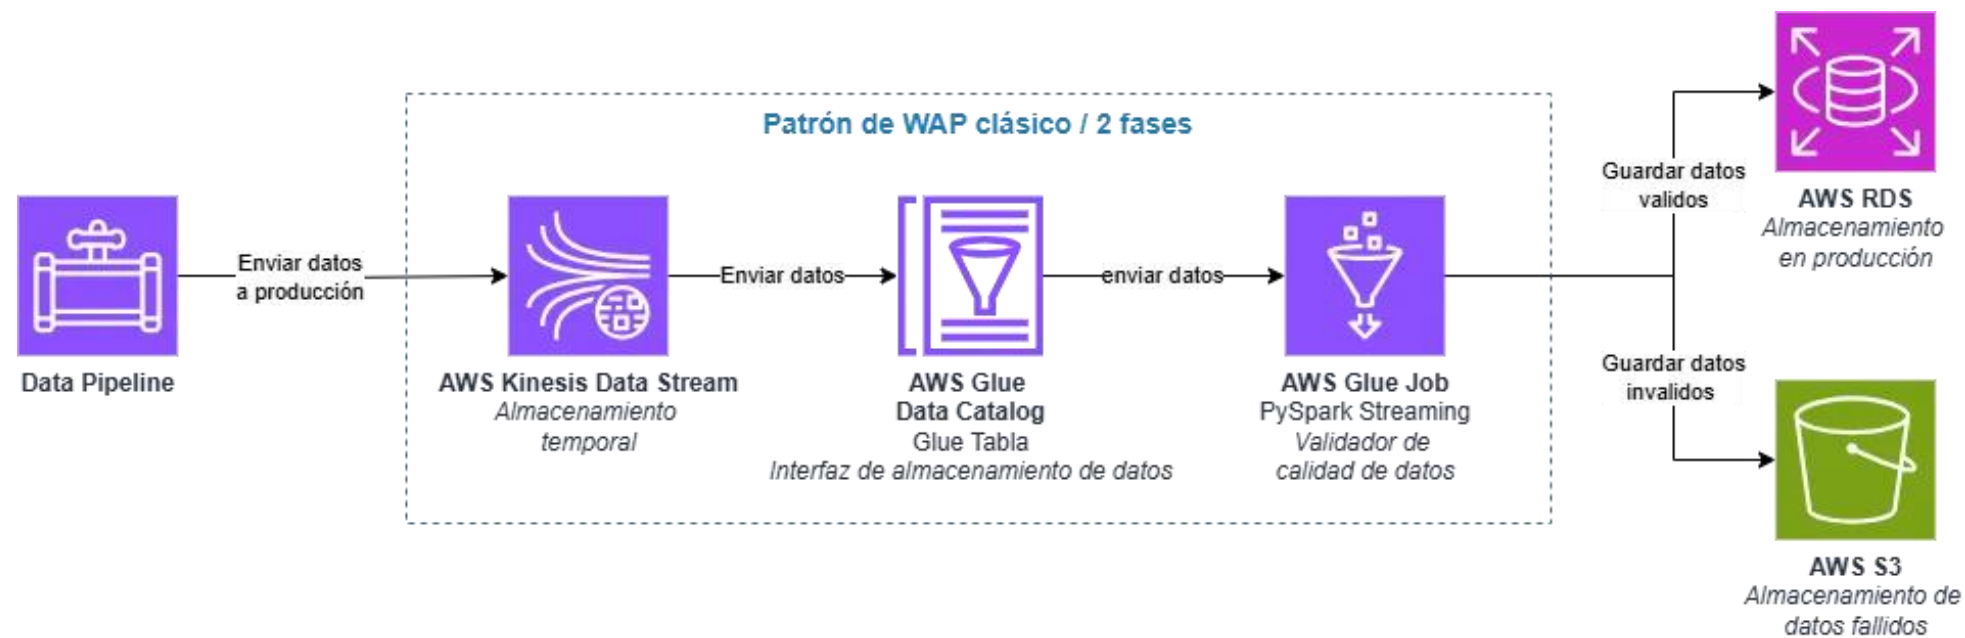 Patrón de WAP clásico / 2 fases
Data Pipeline
Enviar datos
a producción
AWS Kinesis Data Stream
Almacenamiento
temporal
Enviar datos
AWS Glue
Data Catalog
Glue Tabla
Interfaz de almacenamiento de datos
enviar datos
AWS Glue Job
PySpark Streaming
Validador de
calidad de datos
Guardar datos
validos
AWS RDS
Almacenamiento
en producción
Guardar datos
invalidos
AWS S3
Almacenamiento de
datos fallidos